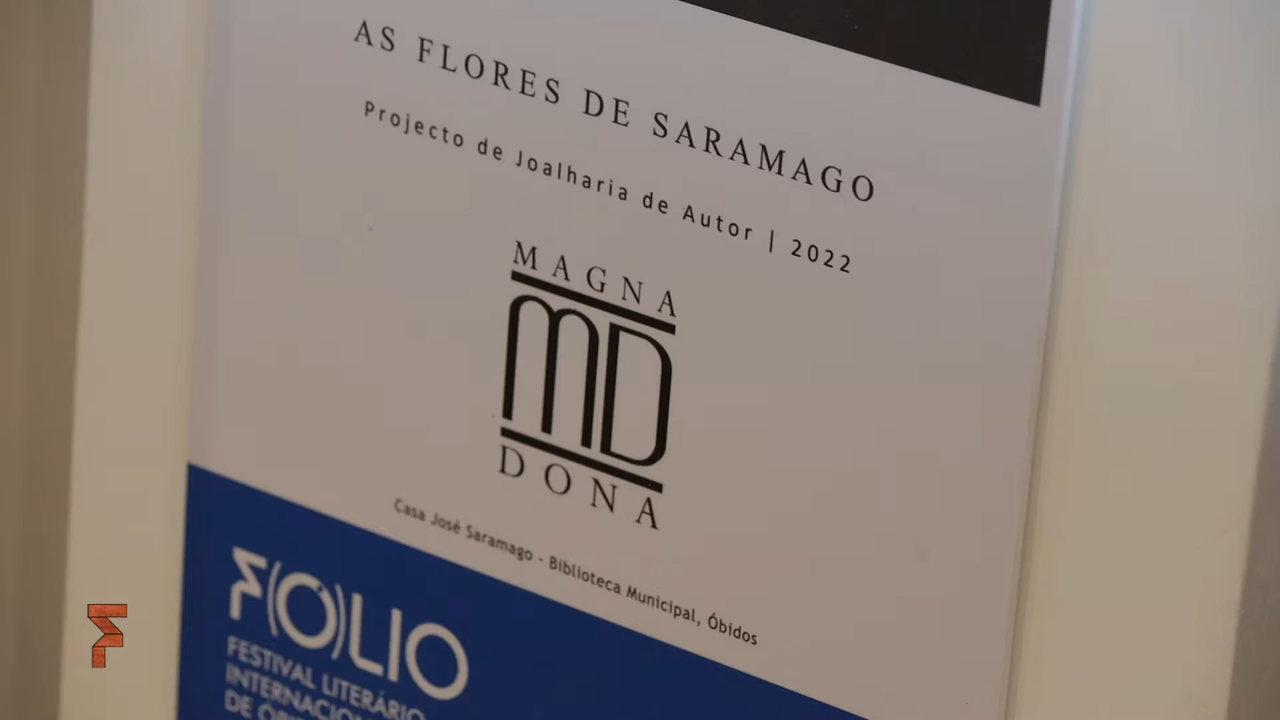 AS FLORES DE SARAMAGO
Projecto de Joalharia de Autor | 2022
MAGNA
MD
DONA
Casa José Saramago - Biblioteca Municipal, Óbidos
F(O)LIO
FESTIVAL LITERÁRIO